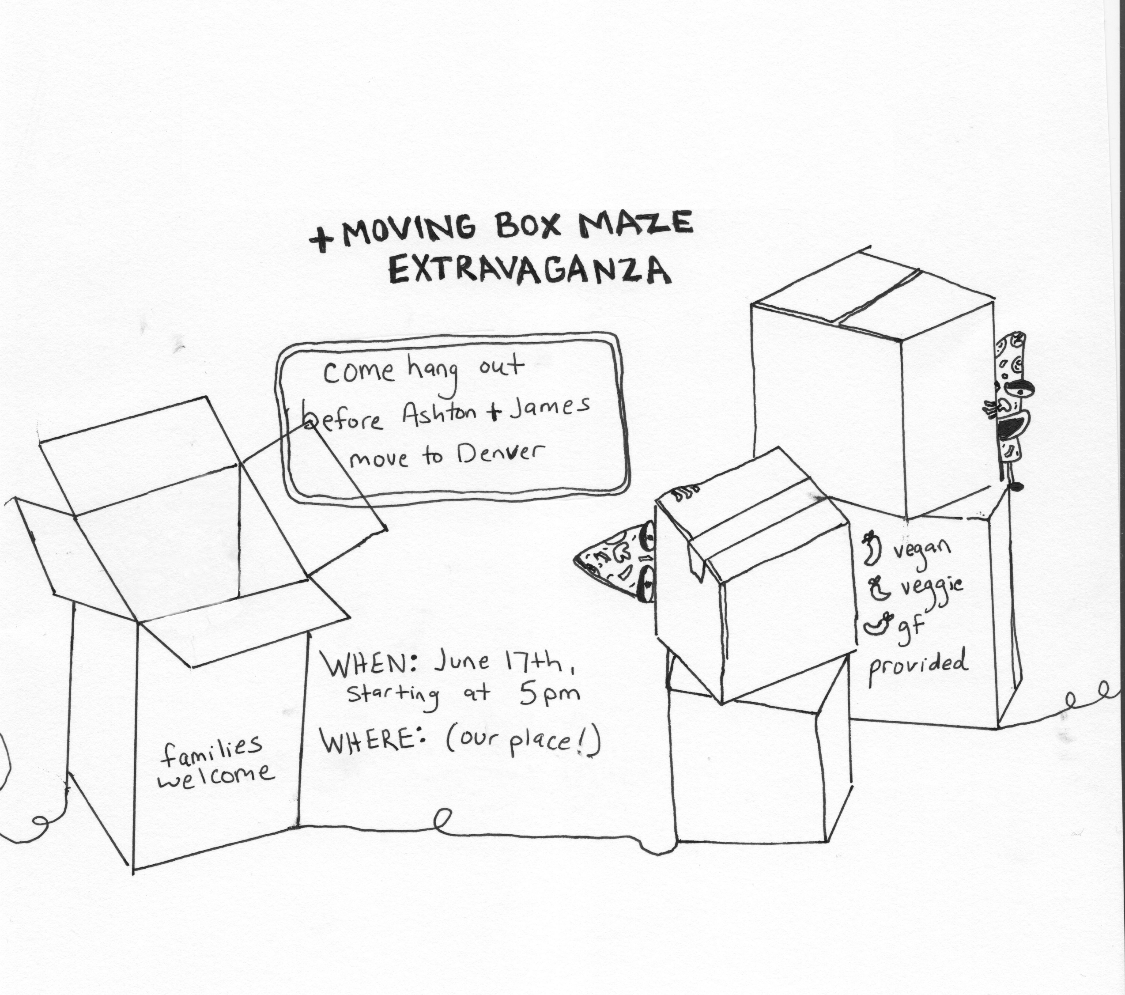 + MOVING BOX MAZE
EXTRAVAGANZA
come hang out
before Ashton + James
move to Denver
vegan
veggie
gf
provided
WHEN: June 17th,
starting at 5pm
WHERE: (our place!)
families
welcome